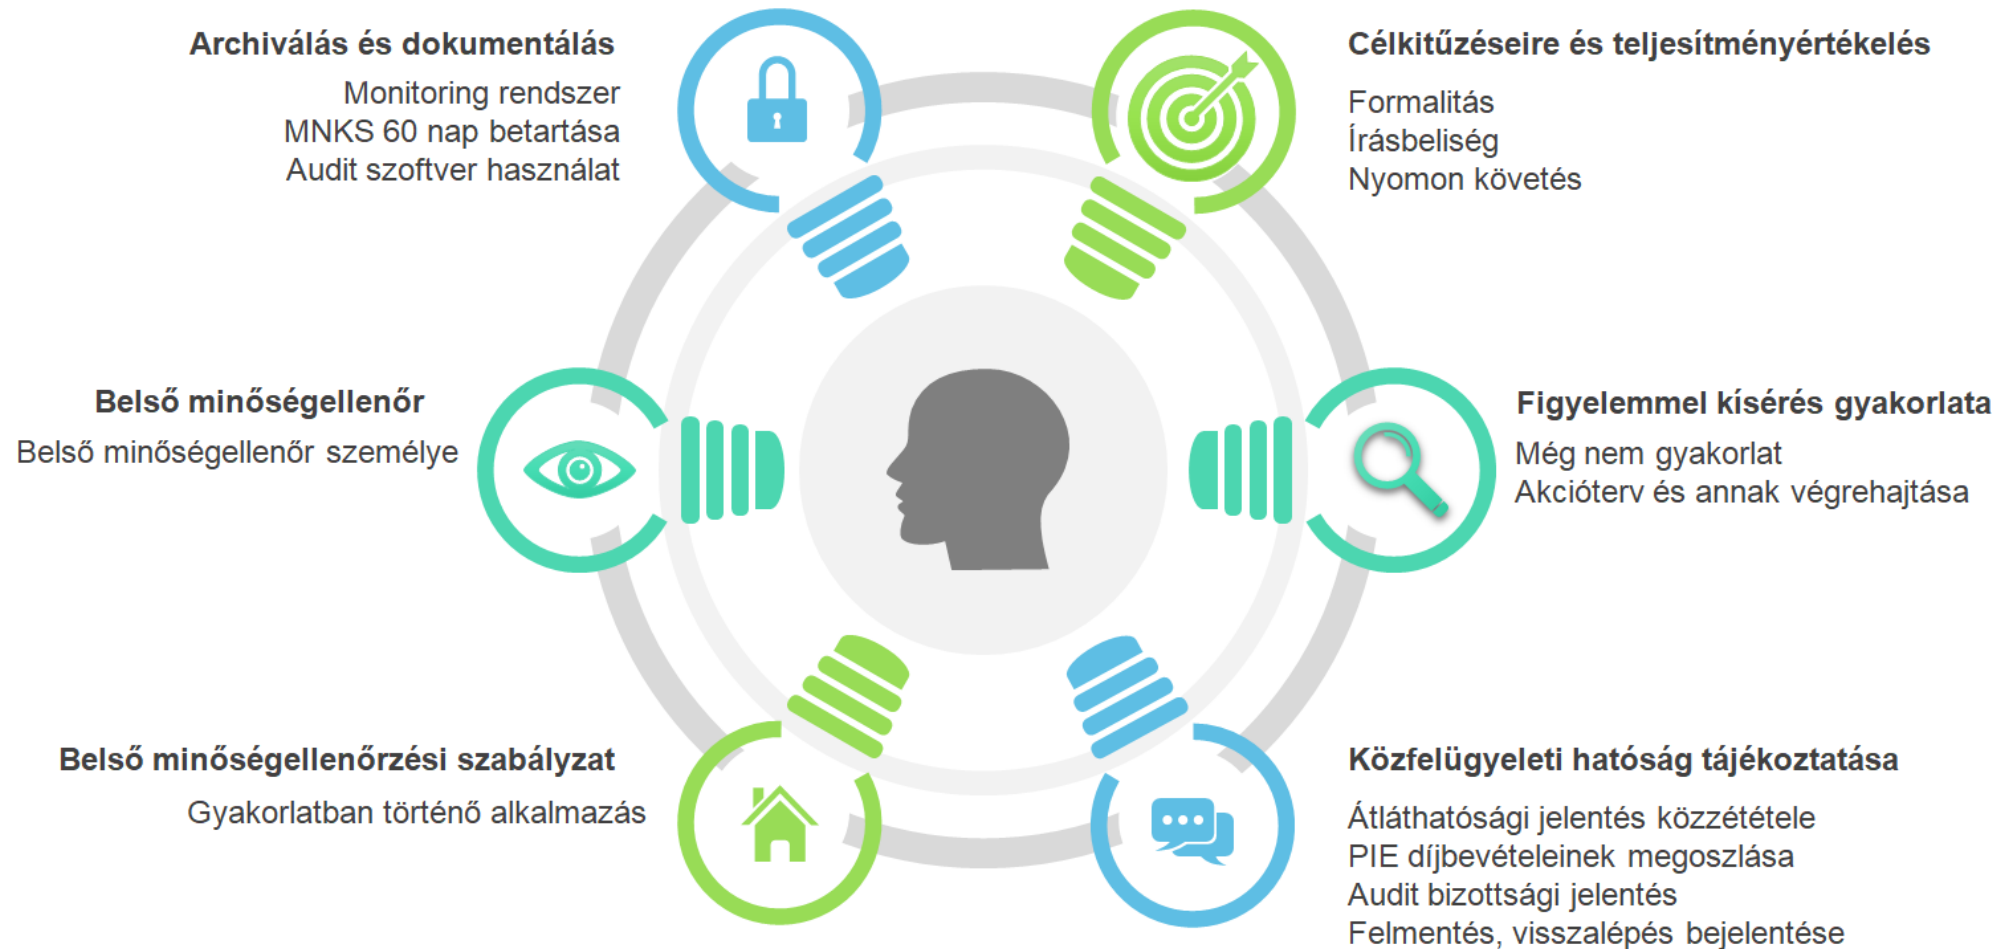 Archiválás és dokumentálás
Monitoring rendszer
MNKS 60 nap betartása
Audit szoftver használat
Célkitűzéseire és teljesítményértékelés
Formalitás
Írásbeliség
Nyomon követés
Belső minőségellenőr
Belső minőségellenőr személye
Figyelemmel kísérés gyakorlata
Még nem gyakorlat
Akcióterv és annak végrehajtása
Belső minőségellenőrzési szabályzat
Gyakorlatban történő alkalmazás
Közfelügyeleti hatóság tájékoztatása
Átláthatósági jelentés közzététele
PIE díjbevételeinek megoszlása
Audit bizottsági jelentés
Felmentés, visszalépés bejelentése